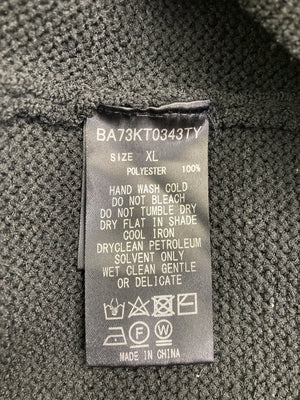 BA73KT0343TY
SIZE XL
POLYESTER 100%
HAND WASH COLD
DO NOT BLEACH
DO NOT TUMBLE DRY
DRY FLAT IN SHADE
COOL IRON
DRYCLEAN PETROLEUM
SOLVENT ONLY
WET CLEAN GENTLE
OR DELICATE
F W
MADE IN CHINA